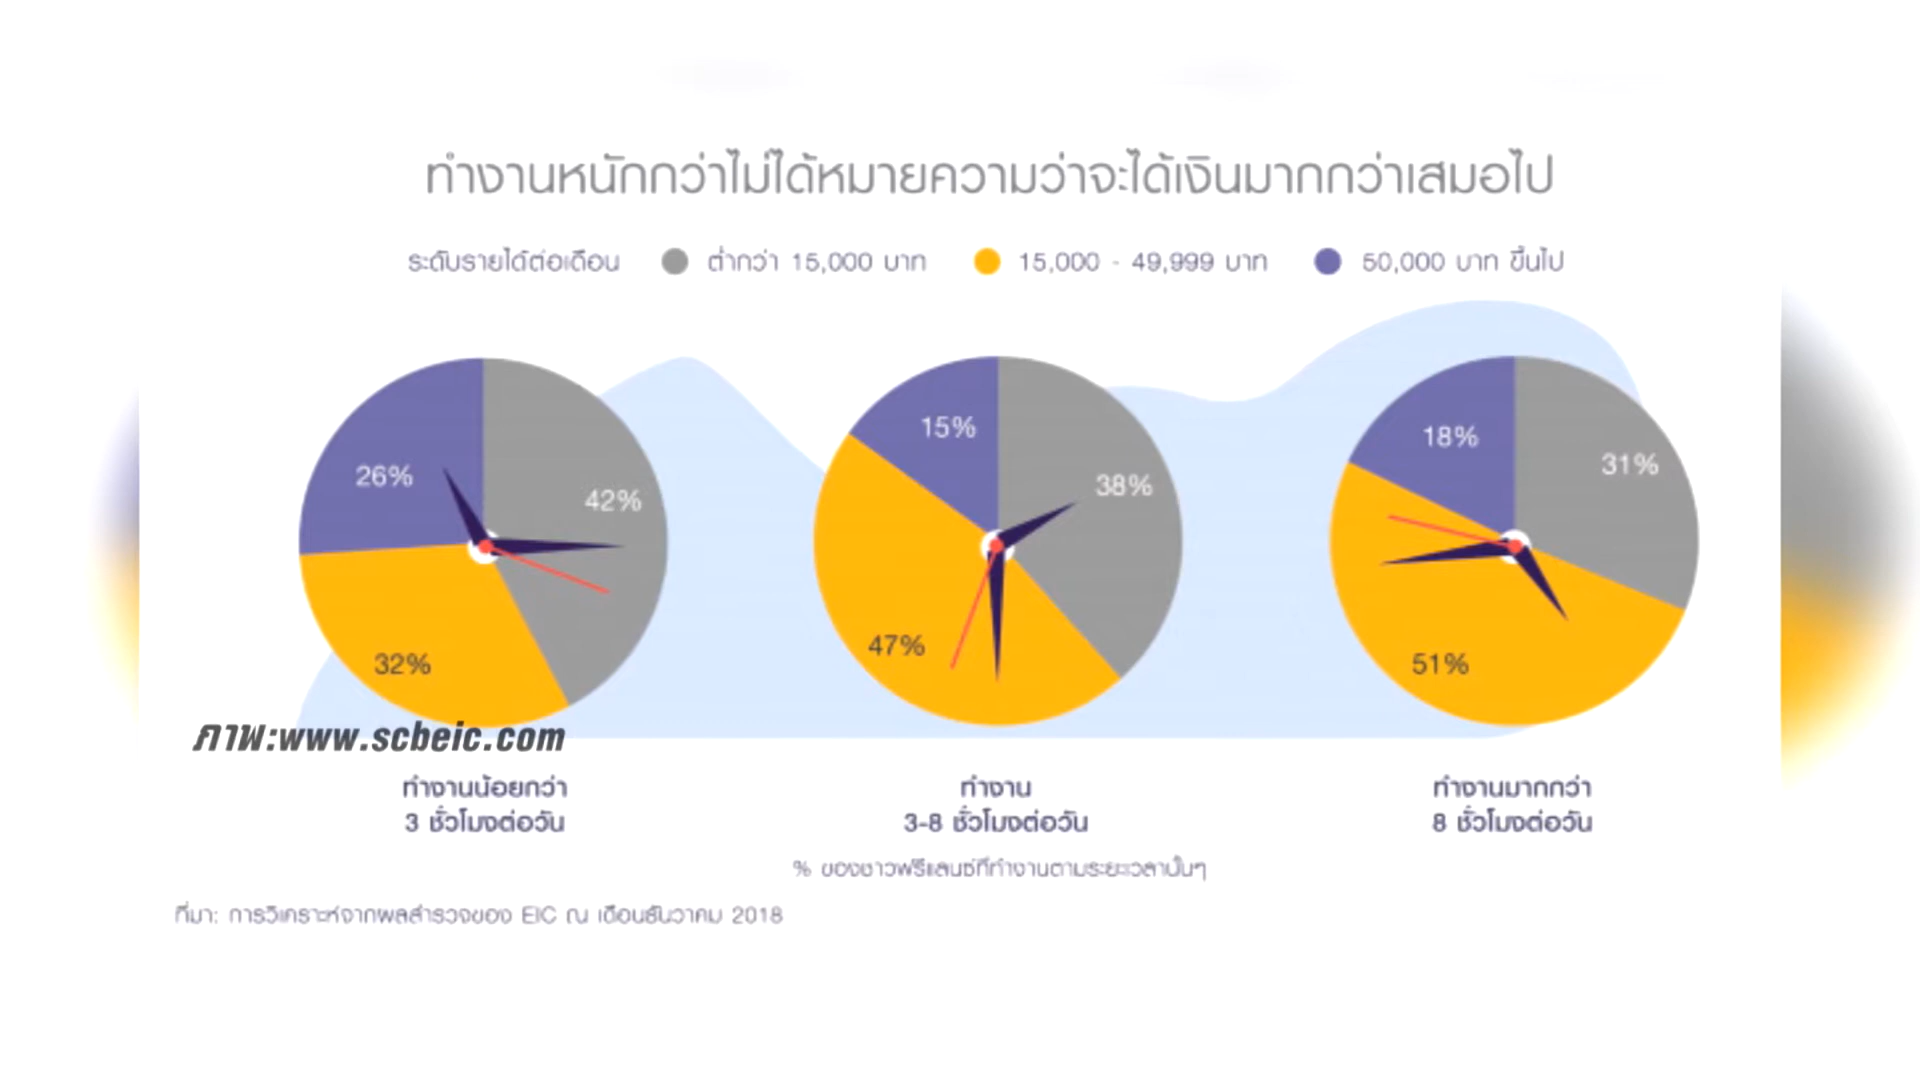 ทำงานหนักกว่าไม่ได้หมายความว่าจะได้เงินมากกว่าเสมอไป
ระดับรายได้ต่อเดือน ต่ำกว่า 15,000 บาท 15,000 - 49,999 บาท 50,000 บาท ขึ้นไป
26% 42% 32%
15% 38% 47%
18% 31% 51%
ภาพ:www.scbeic.com
ทำงานน้อยกว่า
3 ชั่วโมงต่อวัน
ทำงาน
3-8 ชั่วโมงต่อวัน
ทำงานมากกว่า
8 ชั่วโมงต่อวัน
% ของชาวฟรีแลนซ์ที่ทำงานตามระยะเวลานั้นๆ
ที่มา: การวิเคราะห์จากผลสำรวจของ EIC ณ เดือนธันวาคม 2018